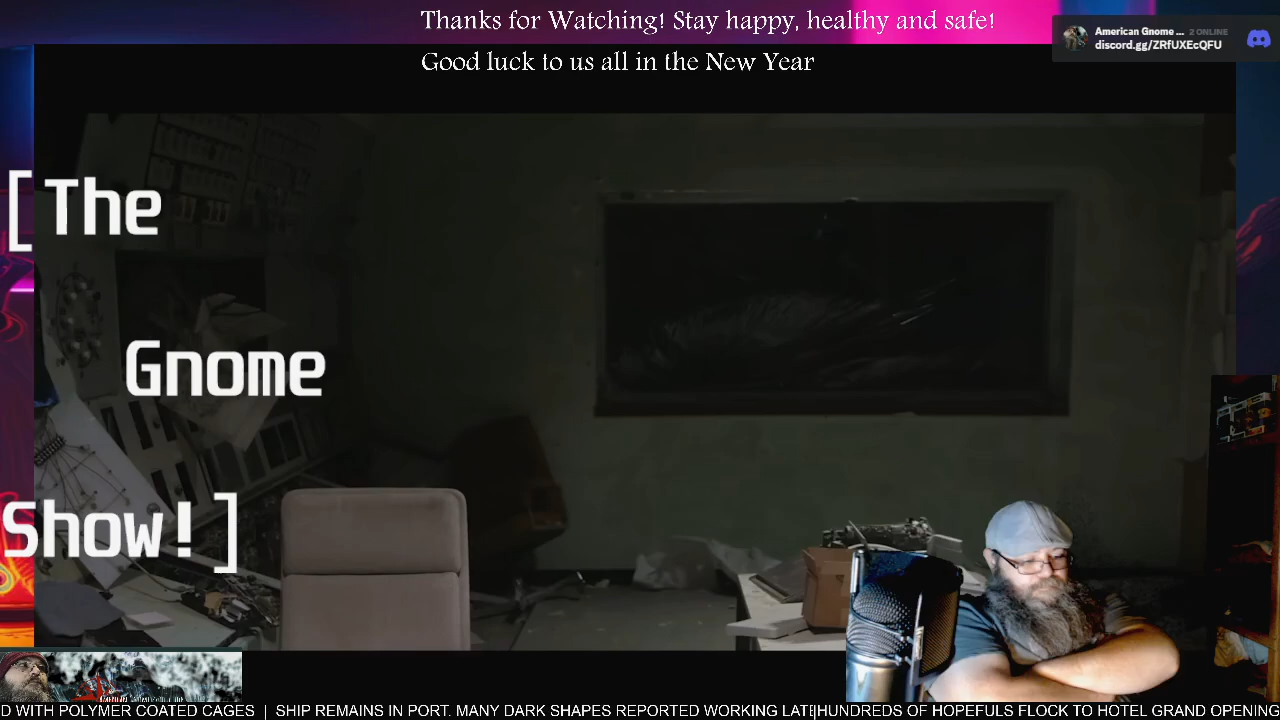 Thanks for Watching! Stay happy, healthy and safe!
American Gnome ... 2 ONLINE
discord.gg/ZRfUXEcQFU
Good luck to us all in the New Year
[The
Gnome
Show!]
D WITH POLYMER COATED CAGES | SHIP REMAINS IN PORT. MANY DARK SHAPES REPORTED WORKING LATE|HUNDREDS OF HOPEFULS FLOCK TO HOTEL GRAND OPENING